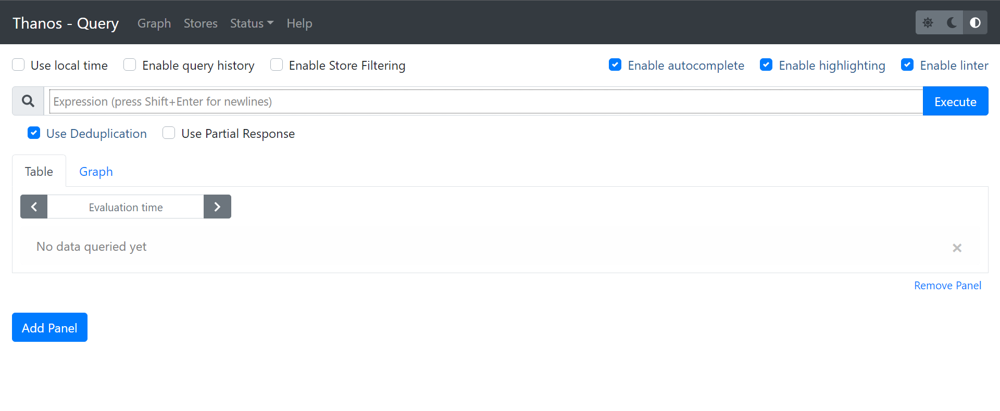 Thanos - Query Graph Stores Status Help
Use local time Enable query history Enable Store Filtering Enable autocomplete Enable highlighting Enable linter
Expression (press Shift+Enter for newlines) Execute
Use Deduplication Use Partial Response
Table Graph
Evaluation time
No data queried yet
Remove Panel
Add Panel